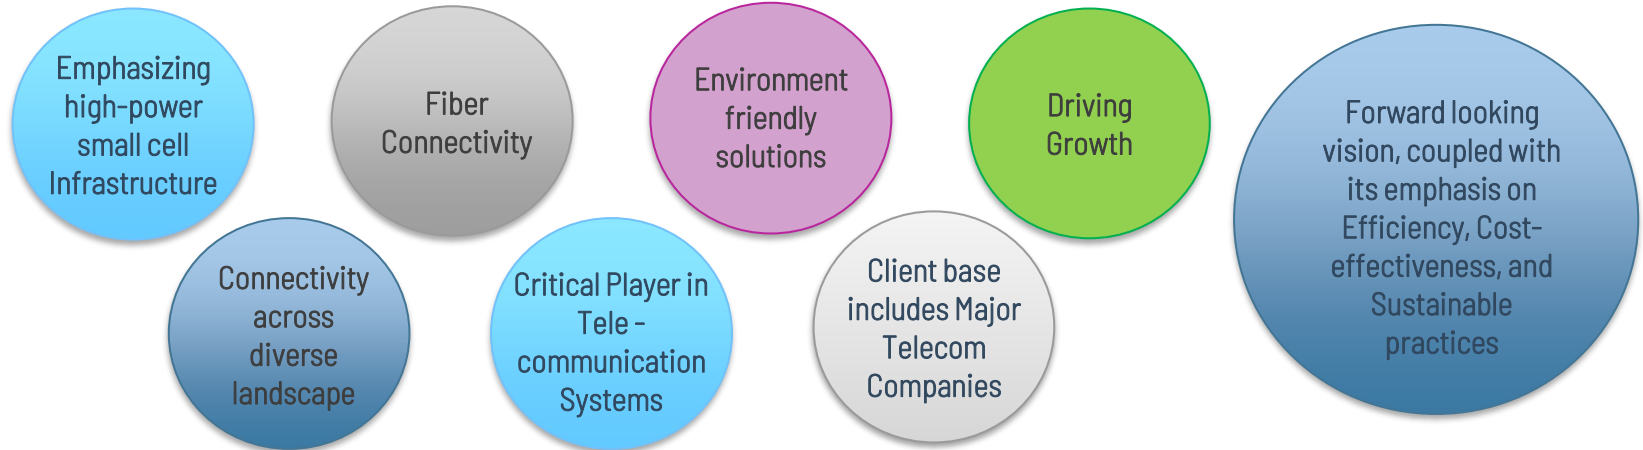 Emphasizing
high-power
small cell
Infrastructure
Fiber
Connectivity
Environment
friendly
solutions
Driving
Growth
Forward looking
vision, coupled with
its emphasis on
Efficiency, Cost-
effectiveness, and
Sustainable
practices
Connectivity
across
diverse
landscape
Critical Player in
Tele -
communication
Systems
Client base
includes Major
Telecom
Companies